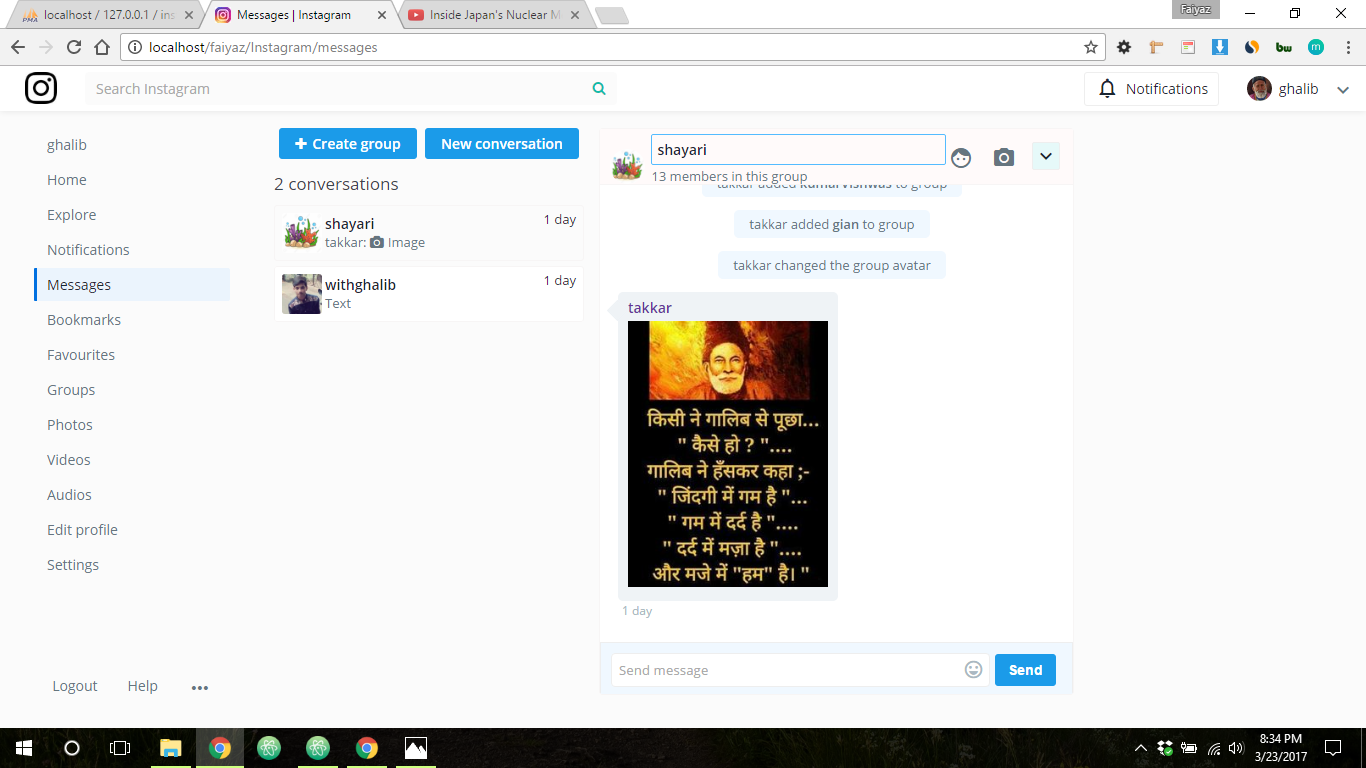 localhost / 127.0.0.1 / ins
Messages | Instagram
Inside Japan's Nuclear M
Faiyaz
localhost/faiyaz/Instagram/messages
Search Instagram
Notifications
ghalib
ghalib
Home
Explore
Notifications
Messages
Bookmarks
Favourites
Groups
Photos
Videos
Audios
Edit profile
Settings
Logout Help
Create group
New conversation
2 conversations
shayari 1 day
takkar: Image
withghalib 1 day
Text
shayari
13 members in this group
takkar added kumar vishwas to group
takkar added gian to group
takkar changed the group avatar
takkar
किसी ने गालिब से पूछा...
" कैसे हो ? "....
गालिब ने हँसकर कहा ;-
" जिंदगी में गम है "...
" गम में दर्द है "....
" दर्द में मज़ा है "....
और मजे में "हम" है। "
1 day
Send message
Send
8:34 PM
3/23/2017